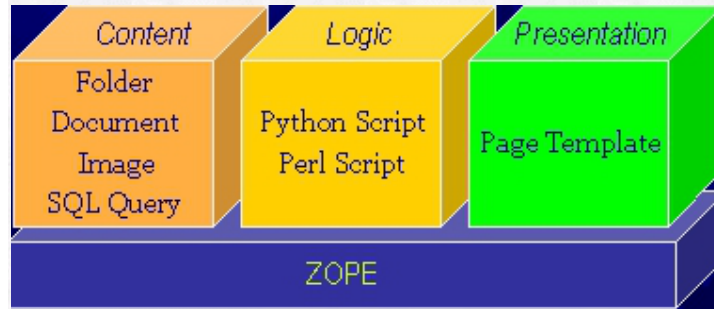 Content
Folder
Document
Image
SQL Query
Logic
Python Script
Perl Script
Presentation
Page Template
ZOPE